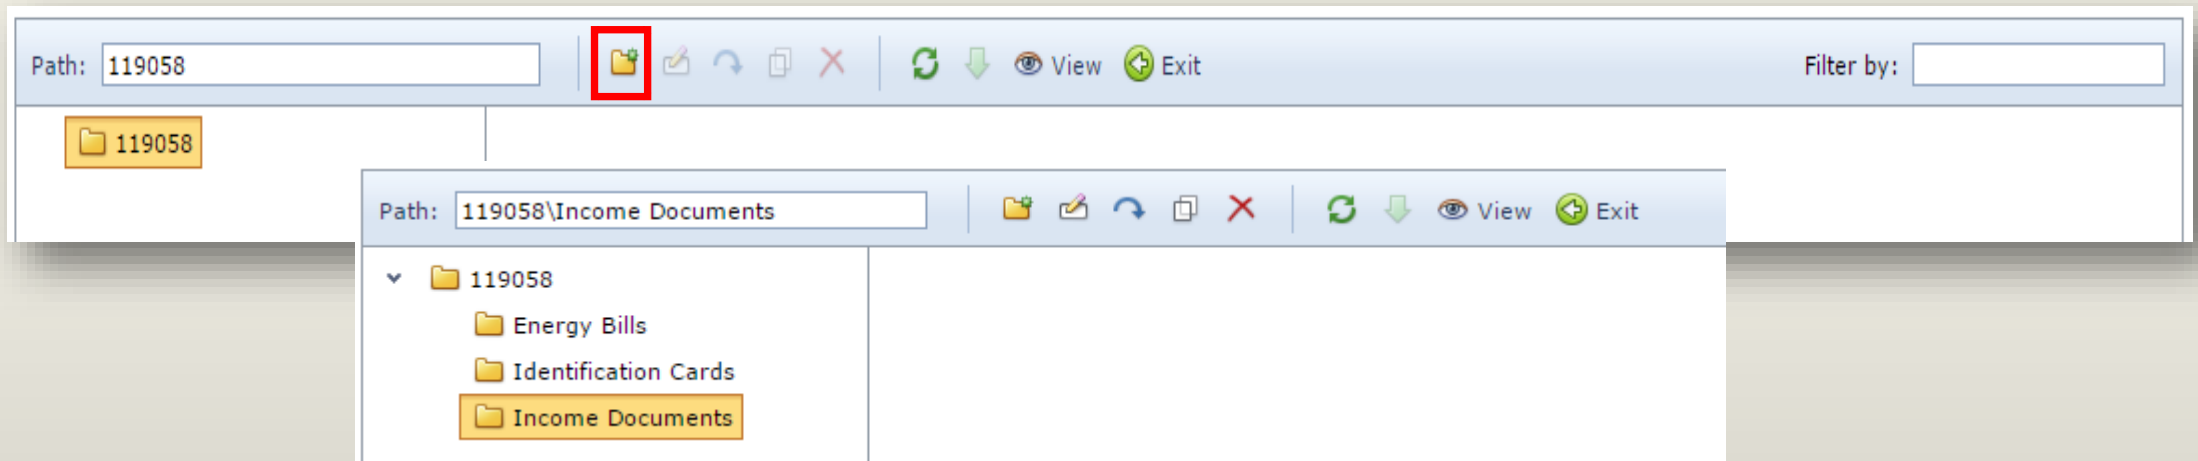 Path: 119058 View Exit Filter by:
119058
Path: 119058\Income Documents View Exit
119058
Energy Bills
Identification Cards
Income Documents